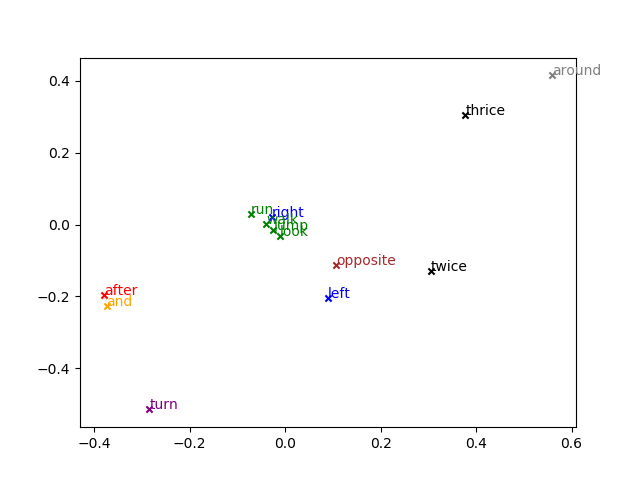 0.4
0.2
0.0
−0.2
−0.4
−0.4
−0.2
0.0
0.2
0.4
0.6
around
thrice
run
right
walk
jump
look
opposite
twice
left
after
and
turn